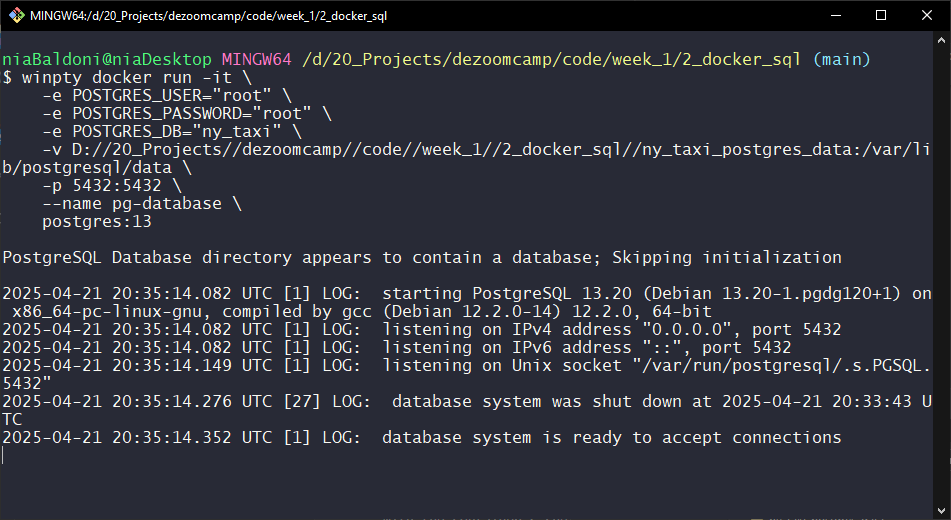 MINGW64:/d/20_Projects/dezoomcamp/code/week_1/2_docker_sql
niaBaldoni@niaDesktop MINGW64 /d/20_Projects/dezoomcamp/code/week_1/2_docker_sql (main)
$ winpty docker run -it \
    -e POSTGRES_USER="root" \
    -e POSTGRES_PASSWORD="root" \
    -e POSTGRES_DB="ny_taxi" \
    -v D://20_Projects//dezoomcamp//code//week_1//2_docker_sql//ny_taxi_postgres_data:/var/li
b/postgresql/data \
    -p 5432:5432 \
    --name pg-database \
    postgres:13
PostgreSQL Database directory appears to contain a database; Skipping initialization
2025-04-21 20:35:14.082 UTC [1] LOG:  starting PostgreSQL 13.20 (Debian 13.20-1.pgdg120+1) on
 x86_64-pc-linux-gnu, compiled by gcc (Debian 12.2.0-14) 12.2.0, 64-bit
2025-04-21 20:35:14.082 UTC [1] LOG:  listening on IPv4 address "0.0.0.0", port 5432
2025-04-21 20:35:14.082 UTC [1] LOG:  listening on IPv6 address "::", port 5432
2025-04-21 20:35:14.149 UTC [1] LOG:  listening on Unix socket "/var/run/postgresql/.s.PGSQL.
5432"
2025-04-21 20:35:14.276 UTC [27] LOG:  database system was shut down at 2025-04-21 20:33:43 U
TC
2025-04-21 20:35:14.352 UTC [1] LOG:  database system is ready to accept connections